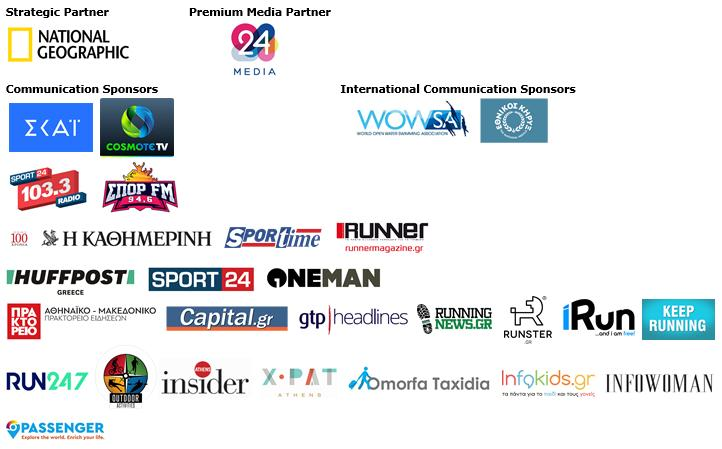 Strategic Partner
Premium Media Partner
NATIONAL
GEOGRAPHIC
24
MEDIA
Communication Sponsors
International Communication Sponsors
ΣΚΑΪ
COSMOTE TV
WOWSA
WORLD OPEN WATER SWIMMING ASSOCIATION
ΕΘΝΙΚΟΣ ΚΗΡΥΞ
SPORT 24
103.3
RADIO
ΣΠΟΡ FM
94.6
100
ΧΡΟΝΙΑ
Η ΚΑΘΗΜΕΡΙΝΗ
SPORtime
RUNNER
runnermagazine.gr
HUFFPOST
GREECE
SPORT 24
ONEMAN
ΠΡΑ
ΚΤΟ
ΡΕΙΟ
ΑΘΗΝΑΪΚΟ - ΜΑΚΕΔΟΝΙΚΟ
ΠΡΑΚΤΟΡΕΙΟ ΕΙΔΗΣΕΩΝ
Capital.gr
gtp headlines
RUNNING
NEWS.GR
RUNSTER
.GR
iRun
...and i am free!
KEEP
RUNNING
RUN247
OUTDOOR
ACTIVITIES
ATHENS
insider
X·PAT
ATHENS
Omorfa Taxidia
Infokids.gr
τα πάντα για το παιδί και τους γονείς
INFOWOMAN
PASSENGER
Explore the world. Enrich your life.